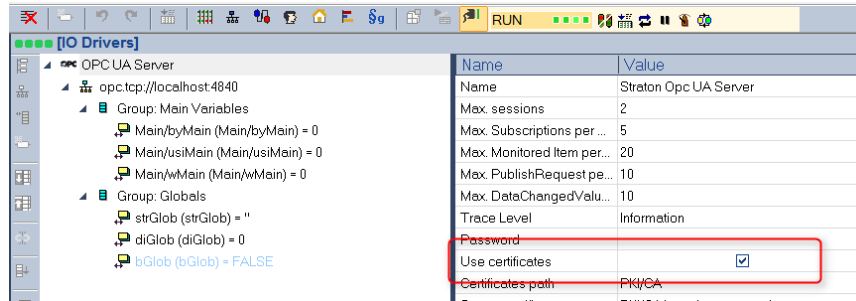 §g
RUN
[IO Drivers]
OPC OPC UA Server
opc.tcp://localhost:4840
Group: Main Variables
Main/byMain (Main/byMain) = 0
Main/usiMain (Main/usiMain) = 0
Main/wMain (Main/wMain) = 0
Group: Globals
strGlob (strGlob) = ''
diGlob (diGlob) = 0
bGlob (bGlob) = FALSE
Name Value
Name Straton Opc UA Server
Max. sessions 2
Max. Subscriptions per ... 5
Max. Monitored Item per... 20
Max. PublishRequest pe... 10
Max. DataChangedValu... 10
Trace Level Information
Password
Use certificates
Certificates path PKI/CA